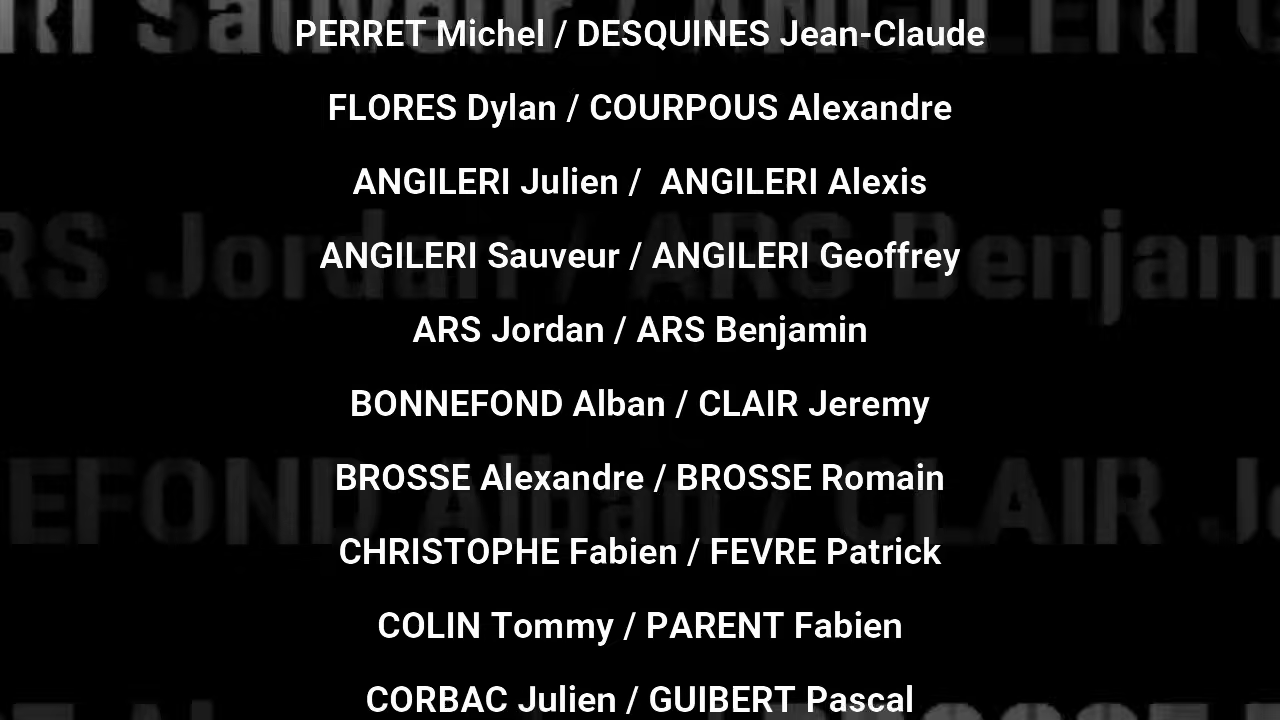 PERRET Michel / DESQUINES Jean-Claude
FLORES Dylan / COURPOUS Alexandre
ANGILERI Julien /  ANGILERI Alexis
ANGILERI Sauveur / ANGILERI Geoffrey
ARS Jordan / ARS Benjamin
BONNEFOND Alban / CLAIR Jeremy
BROSSE Alexandre / BROSSE Romain
CHRISTOPHE Fabien / FEVRE Patrick
COLIN Tommy / PARENT Fabien
CORBAC Julien / GUIBERT Pascal